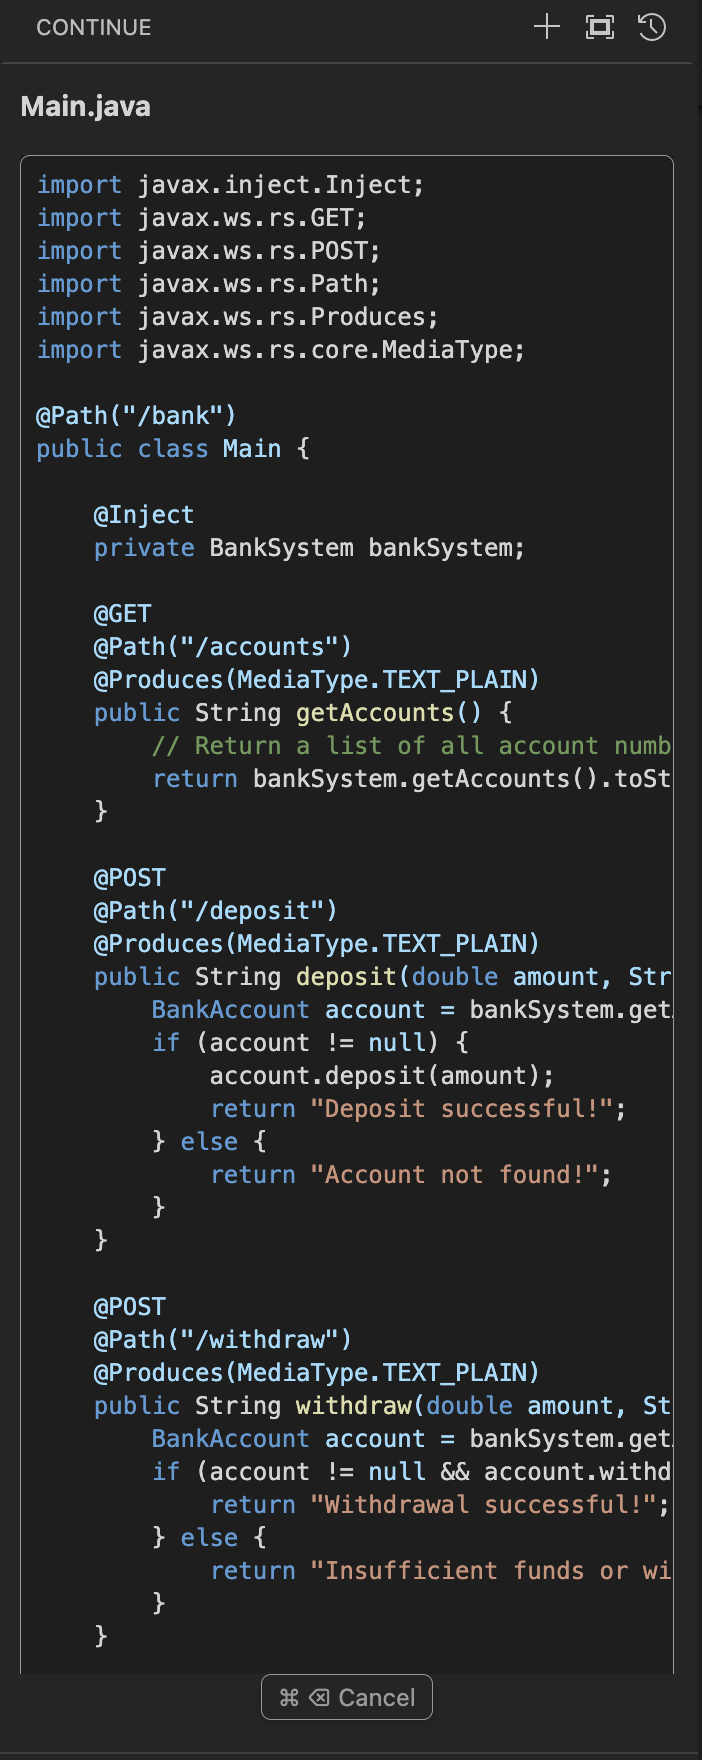 CONTINUE
Main.java
import javax.inject.Inject;
import javax.ws.rs.GET;
import javax.ws.rs.POST;
import javax.ws.rs.Path;
import javax.ws.rs.Produces;
import javax.ws.rs.core.MediaType;
@Path("/bank")
public class Main {
@Inject
private BankSystem bankSystem;
@GET
@Path("/accounts")
@Produces(MediaType.TEXT_PLAIN)
public String getAccounts() {
// Return a list of all account numb
return bankSystem.getAccounts().toSt
}
@POST
@Path("/deposit")
@Produces(MediaType.TEXT_PLAIN)
public String deposit(double amount, Str
BankAccount account = bankSystem.get
if (account != null) {
account.deposit(amount);
return "Deposit successful!";
} else {
return "Account not found!";
}
}
@POST
@Path("/withdraw")
@Produces(MediaType.TEXT_PLAIN)
public String withdraw(double amount, St
BankAccount account = bankSystem.get
if (account != null && account.withd
return "Withdrawal successful!";
} else {
return "Insufficient funds or wi
}
}
⌘ ⌫ Cancel